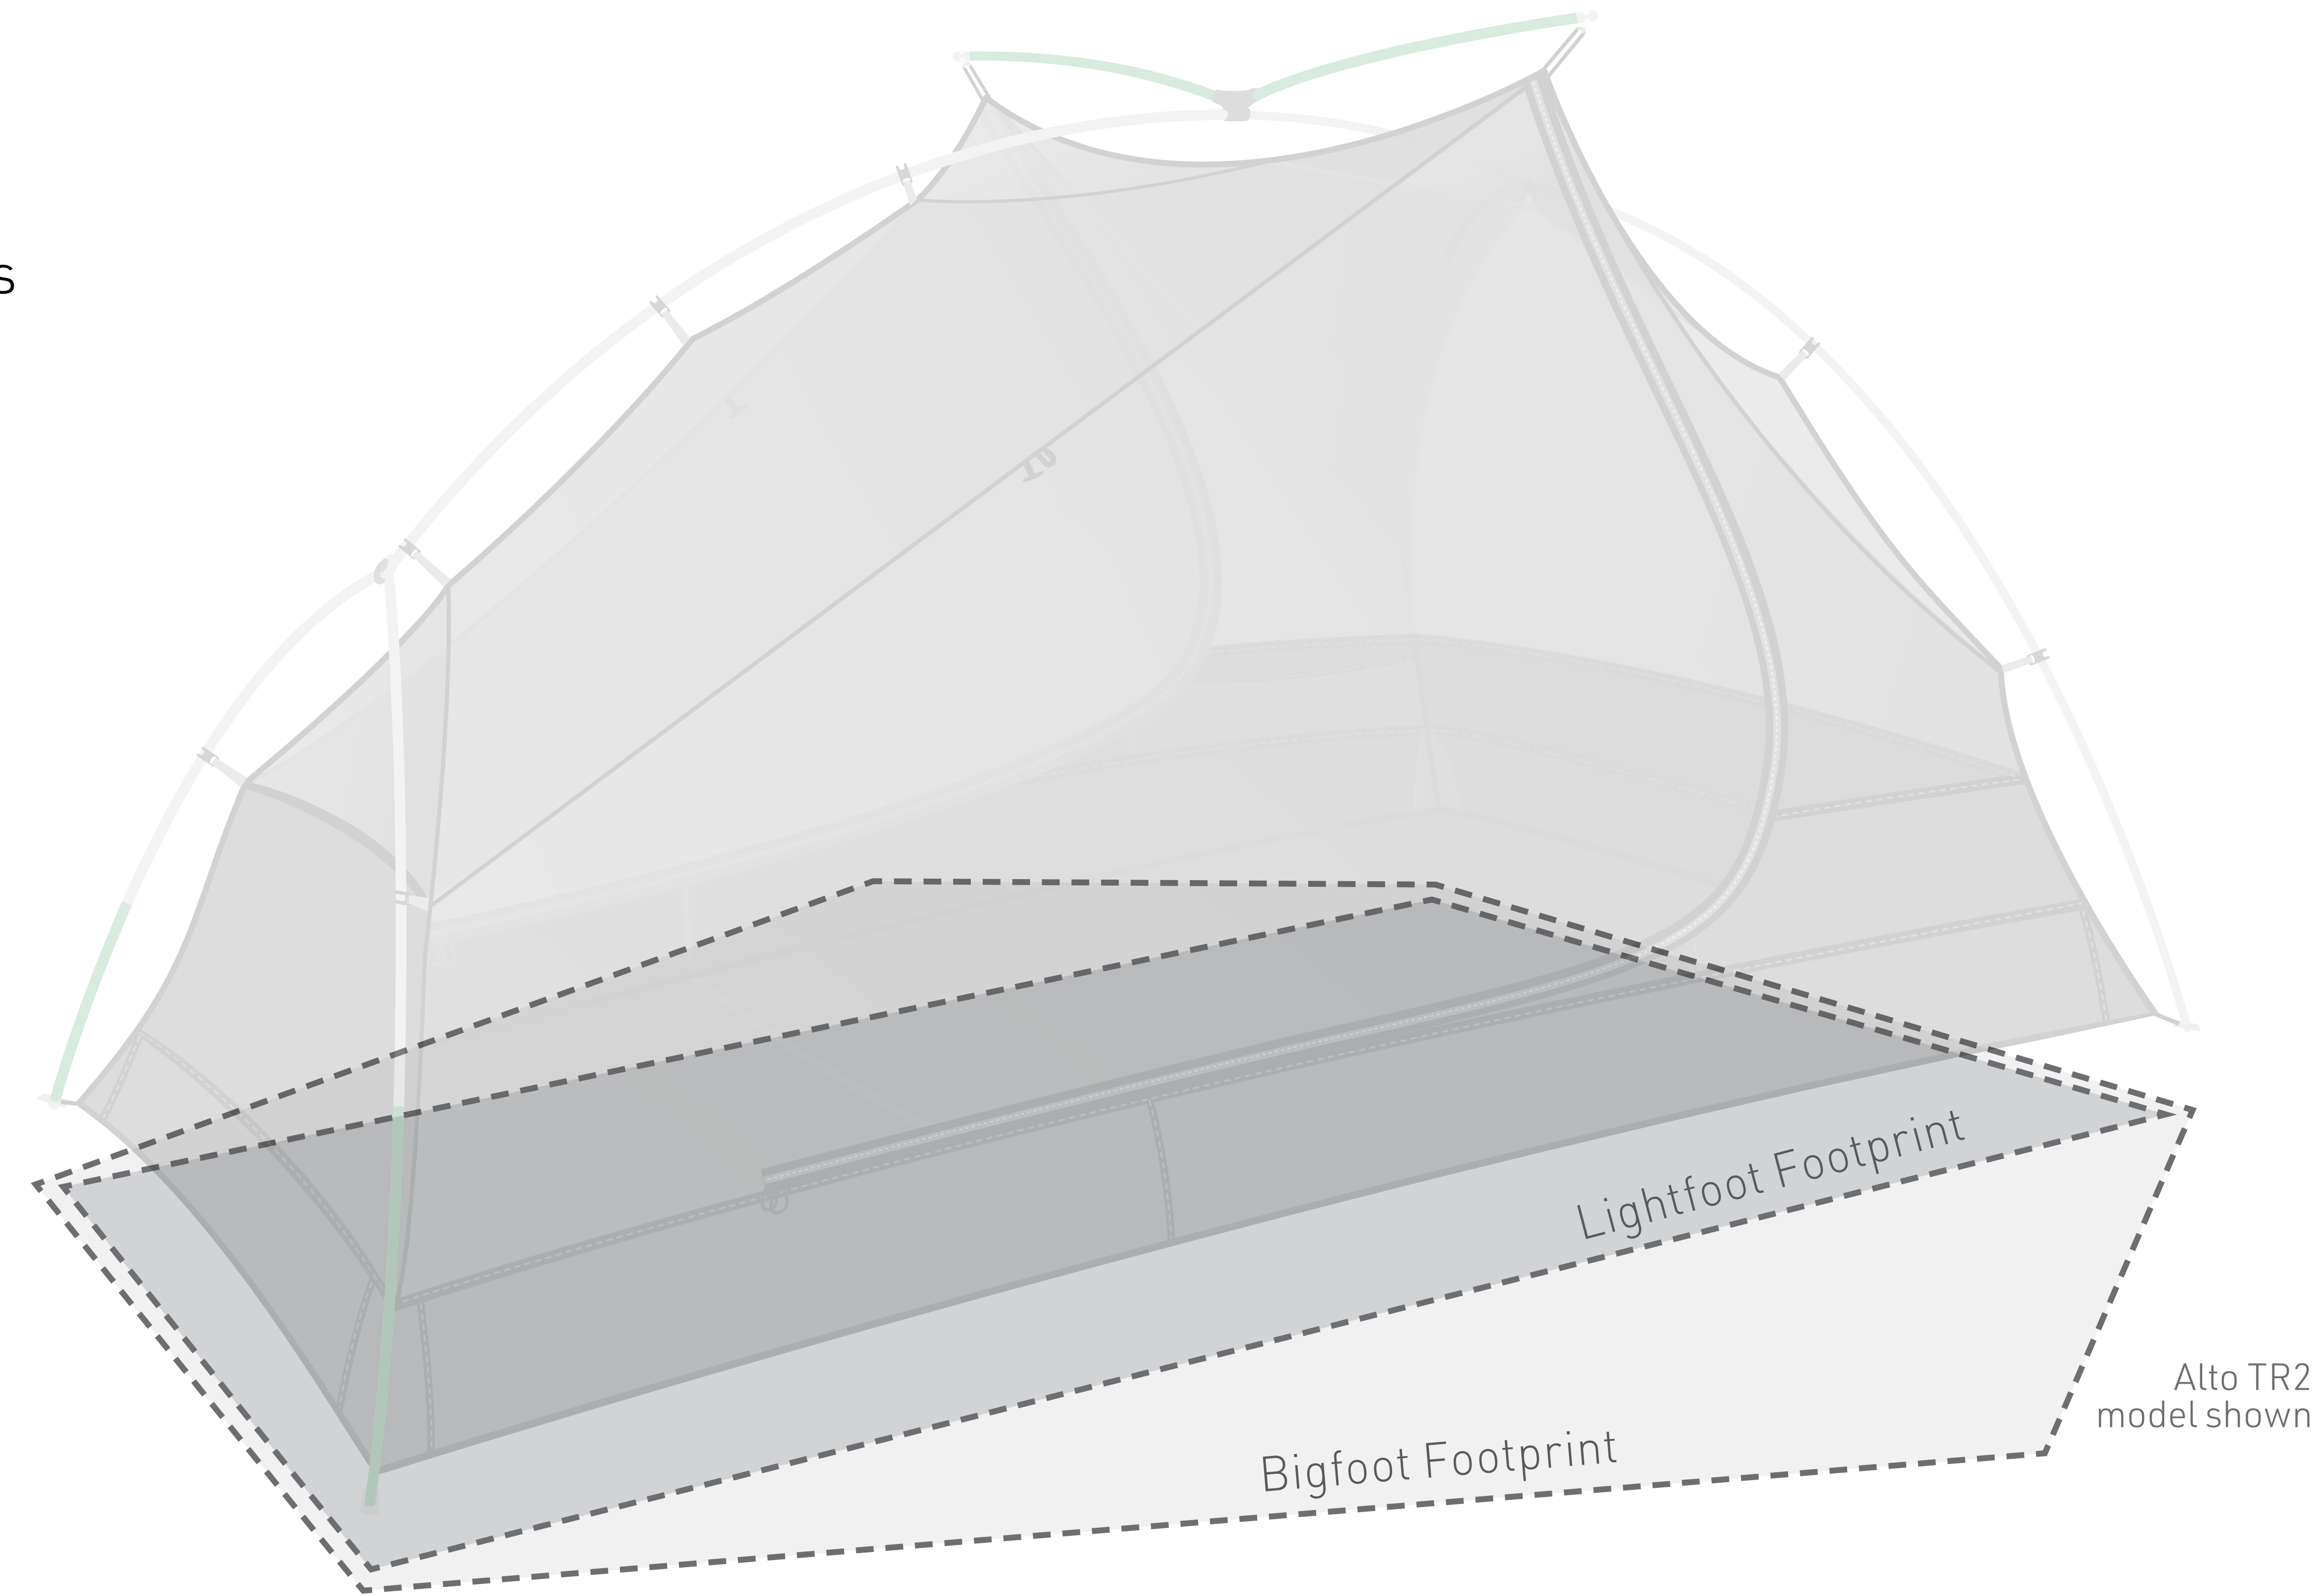 s
Lightfoot Footprint
Bigfoot Footprint
Alto TR2
model shown